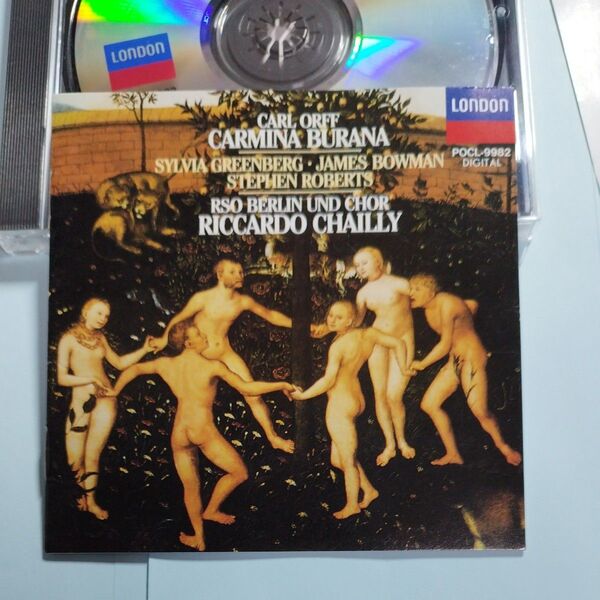 LONDON
CARL ORFF
CARMINA BURANA
SYLVIA GREENBERG · JAMES BOWMAN
STEPHEN ROBERTS
RSO BERLIN UND CHOR
RICCARDO CHAILLY
LONDON
POCL-9982
DIGITAL